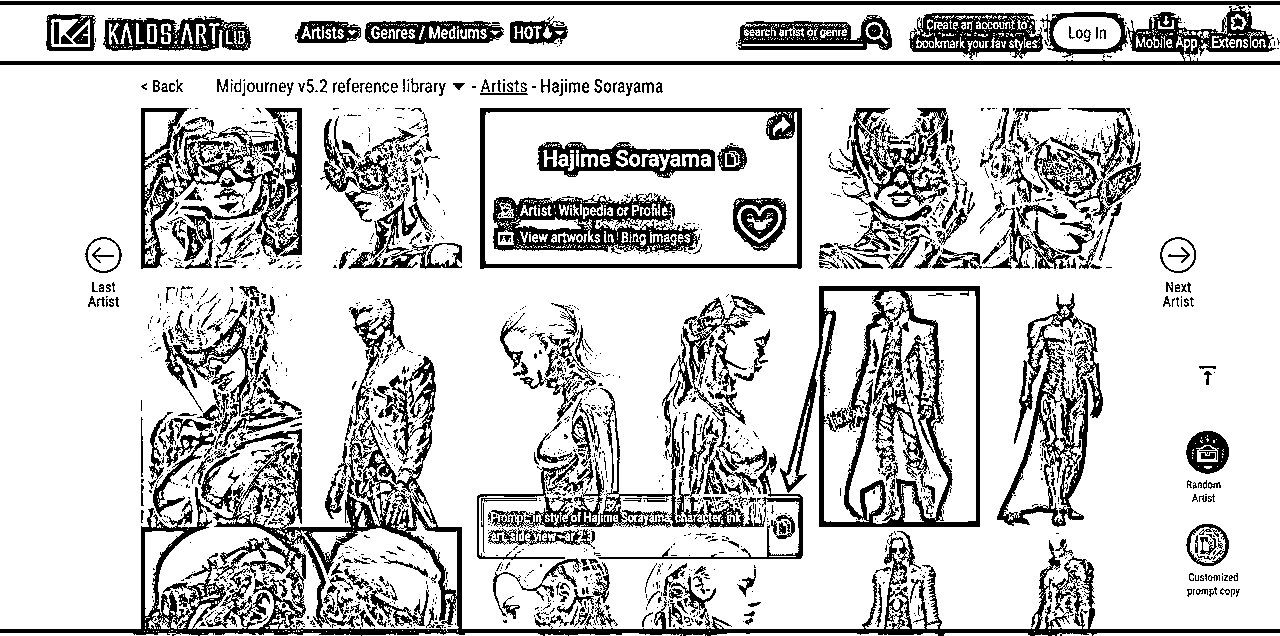 KALOS ART LIB
Artists
Genres / Mediums
HOT
search artist or genre
Create an account to
bookmark your fav styles
Log In
Mobile App
Extension
< Back
Midjourney v5.2 reference library - Artists - Hajime Sorayama
Hajime Sorayama
Artist Wikipedia or Profile
View artworks in Bing Images
Last
Artist
Next
Artist
Prompt: in style of Hajime Sorayama, character, ink
art, side view --ar 2:3
Random
Artist
Customized
prompt copy